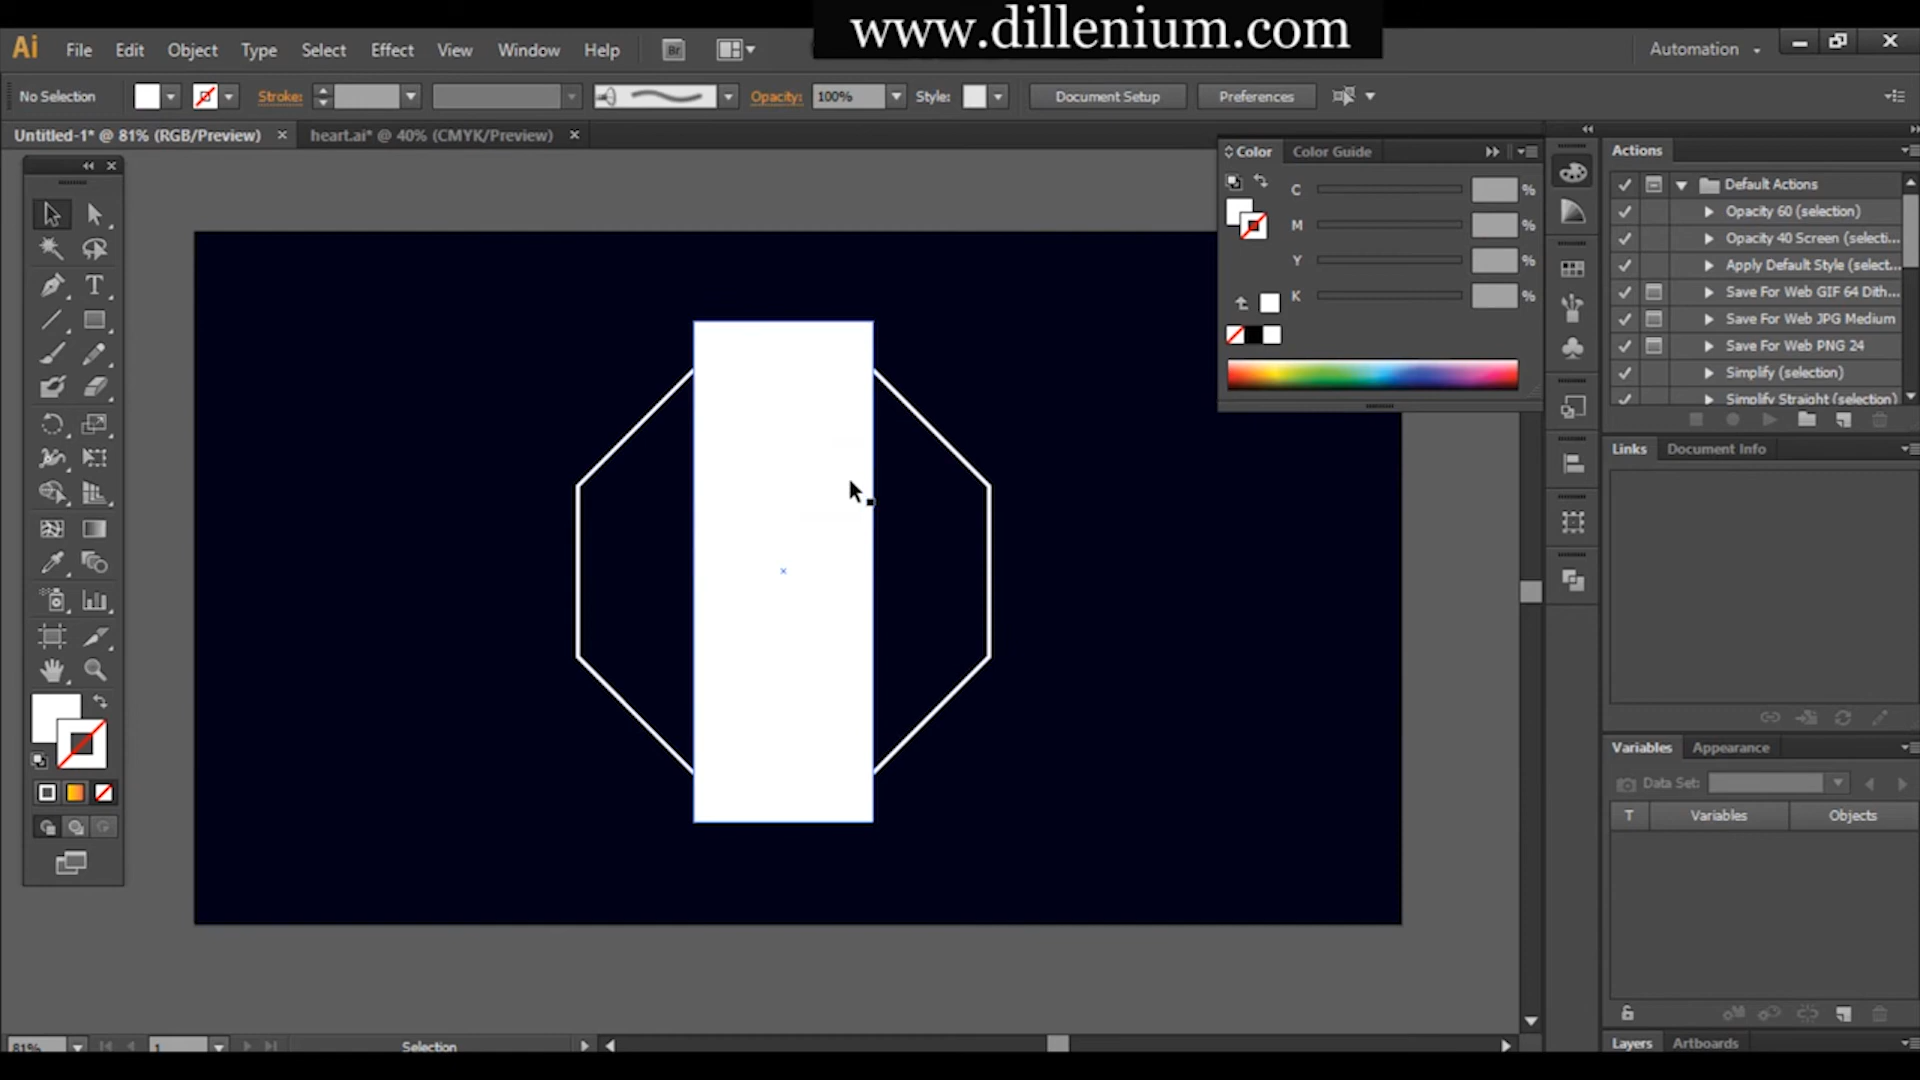 www.dillenium.com
Ai File Edit Object Type Select Effect View Window Help Br Automation
No Selection Stroke: Opacity: 100% Style: Document Setup Preferences
Untitled-1* @ 81% (RGB/Preview) heart.ai* @ 40% (CMYK/Preview)
Color Color Guide
C %
M %
Y %
K %
Actions
Default Actions
Opacity 60 (selection)
Opacity 40 Screen (selecti...
Apply Default Style (select...
Save For Web GIF 64 Dith...
Save For Web JPG Medium
Save For Web PNG 24
Simplify (selection)
Simplify Straight (selection)
Links Document Info
Variables Appearance
Data Set:
T Variables Objects
Layers Artboards
81% 1 Selection